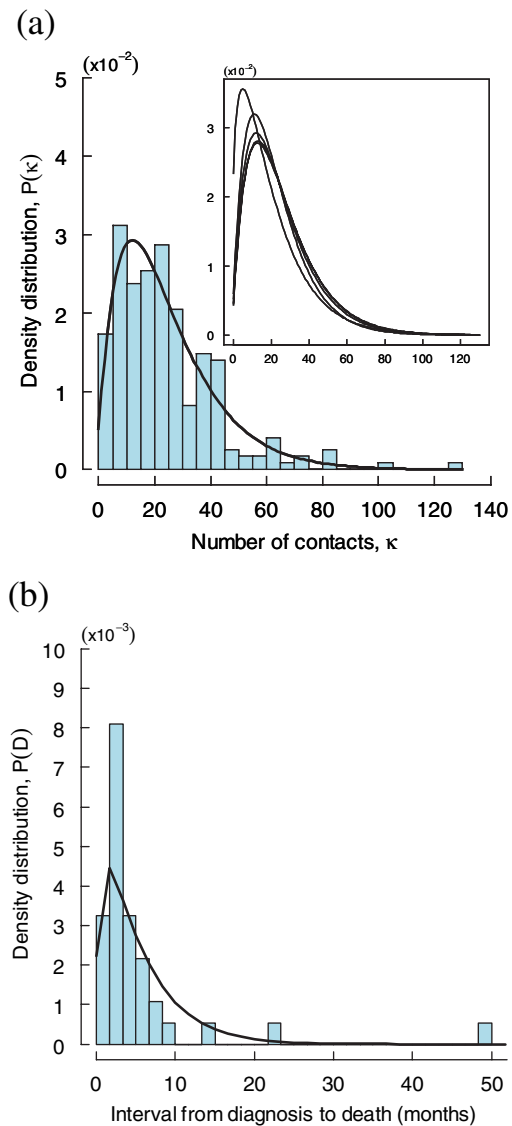 (a)
(x10⁻²)
5
4
3
2
1
0
Density distribution, P(κ)
0 20 40 60 80 100 120 140
Number of contacts, κ
(x10⁻²)
3
2
1
0
0 20 40 60 80 100 120
(b)
(x10⁻³)
10
9
8
7
6
5
4
3
2
1
0
Density distribution, P(D)
0 10 20 30 40 50
Interval from diagnosis to death (months)